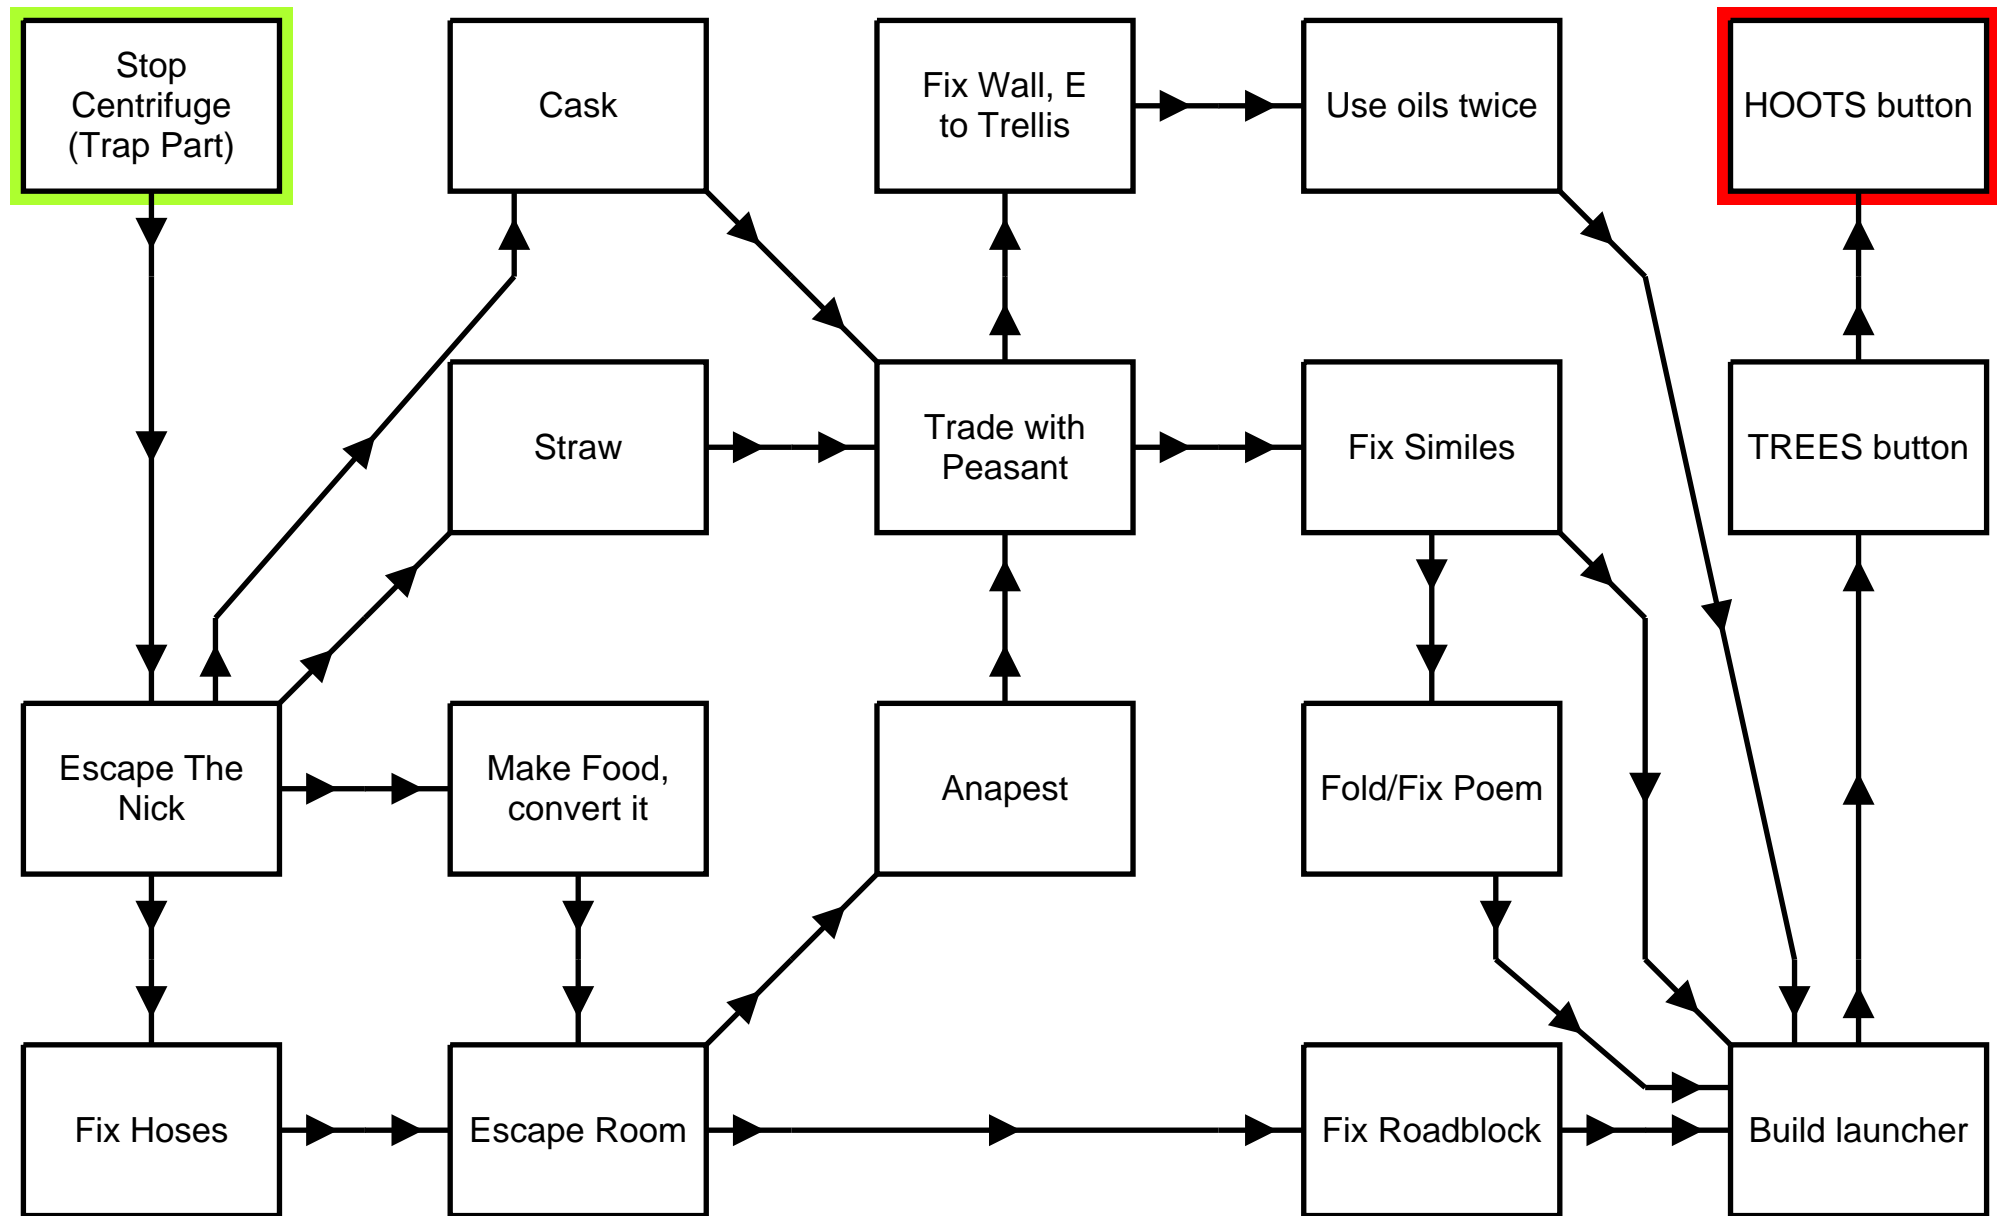 Stop
Centrifuge
(Trap Part)
Cask
Fix Wall, E
to Trellis
Use oils twice
HOOTS button
Straw
Trade with
Peasant
Fix Similes
TREES button
Escape The
Nick
Make Food,
convert it
Anapest
Fold/Fix Poem
Fix Hoses
Escape Room
Fix Roadblock
Build launcher